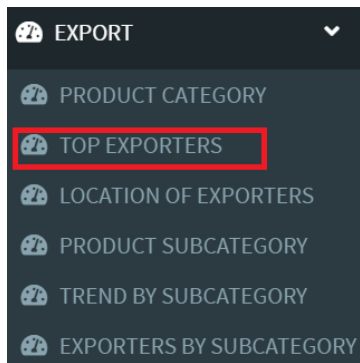 EXPORT
PRODUCT CATEGORY
TOP EXPORTERS
LOCATION OF EXPORTERS
PRODUCT SUBCATEGORY
TREND BY SUBCATEGORY
EXPORTERS BY SUBCATEGORY